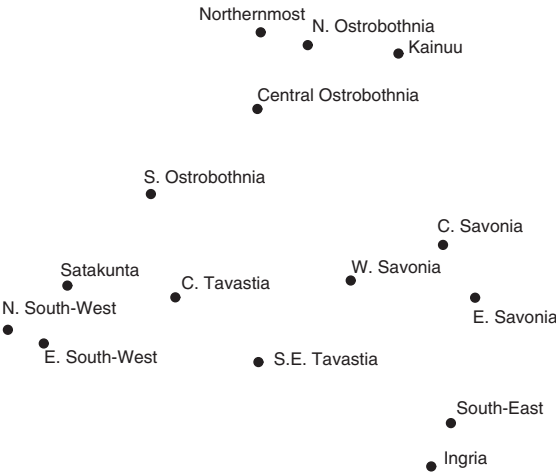 Northernmost
N. Ostrobothnia
Kainuu
Central Ostrobothnia
S. Ostrobothnia
C. Savonia
Satakunta
C. Tavastia
W. Savonia
N. South-West
E. Savonia
E. South-West
S.E. Tavastia
South-East
Ingria